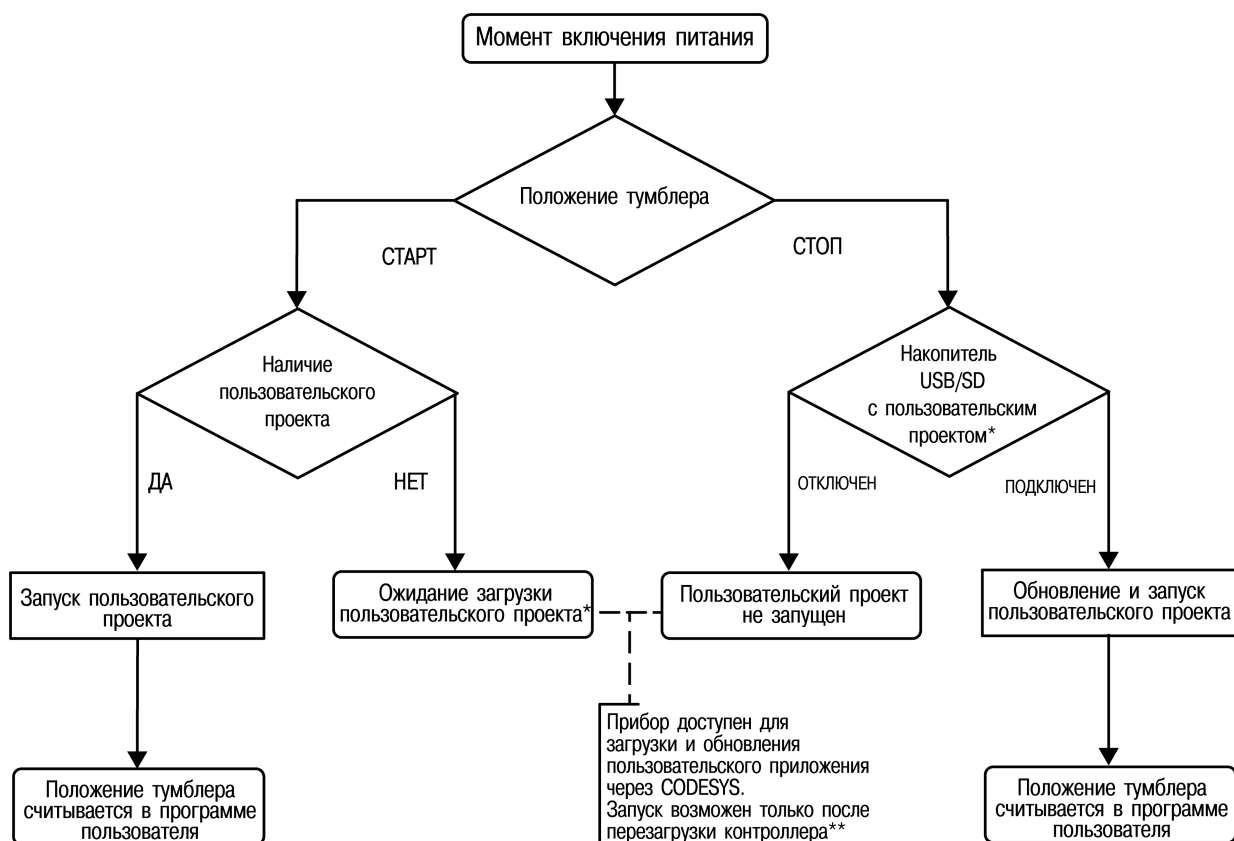 Момент включения питания
Положение тумблера
СТАРТ
СТОП
Наличие
пользовательского
проекта
Накопитель
USB/SD
с пользовательским
проектом*
ДА
НЕТ
ОТКЛЮЧЕН
ПОДКЛЮЧЕН
Запуск пользовательского
проекта
Ожидание загрузки
пользовательского проекта*
Пользовательский проект
не запущен
Обновление и запуск
пользовательского проекта
Положение тумблера
считывается в программе
пользователя
Прибор доступен для
загрузки и обновления
пользовательского приложения
через CODESYS.
Запуск возможен только после
перезагрузки контроллера**
Положение тумблера
считывается в программе
пользователя